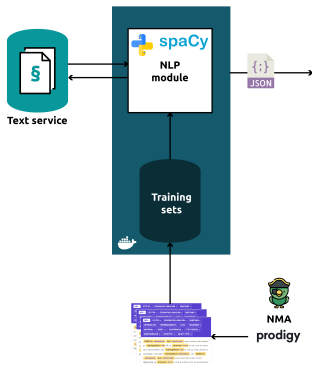 spaCy
NLP
module
§
Text service
{;}
.JSON
Training
sets
NMA
prodigy